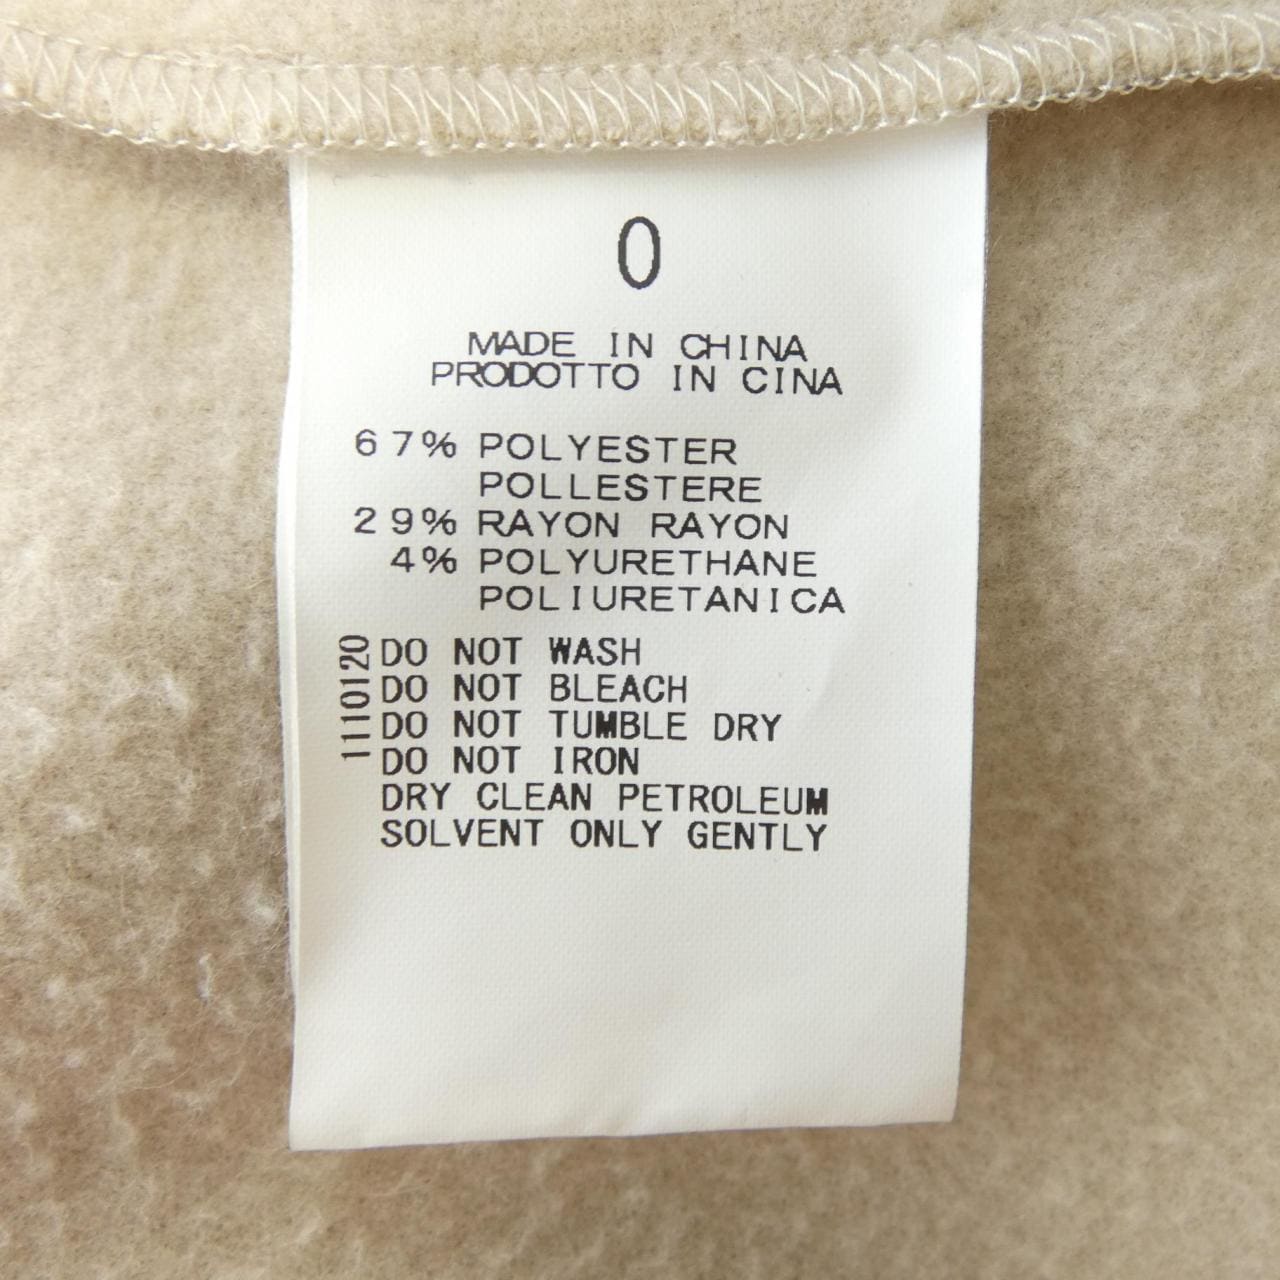 0
MADE IN CHINA
PRODOTTO IN CINA
67% POLYESTER
POLLESTERE
29% RAYON RAYON
4% POLYURETHANE
POLIURETANICA
1110120
DO NOT WASH
DO NOT BLEACH
DO NOT TUMBLE DRY
DO NOT IRON
DRY CLEAN PETROLEUM
SOLVENT ONLY GENTLY